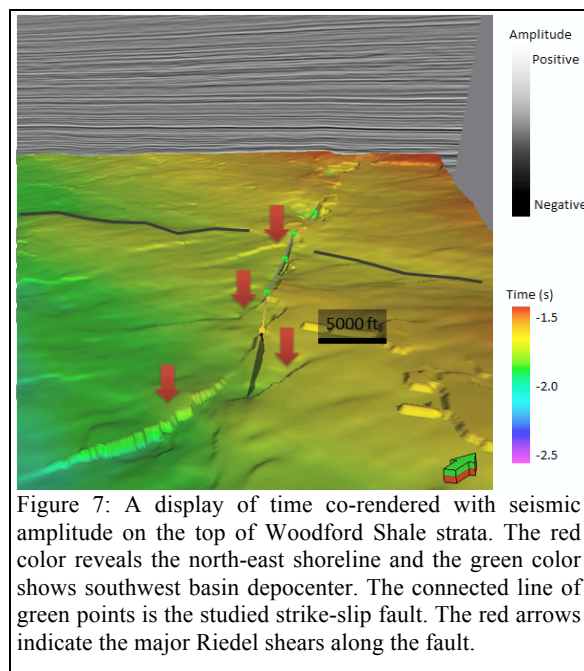 Amplitude
Positive
Negative
Time (s)
-1.5
-2.0
-2.5
5000 ft
Figure 7: A display of time co-rendered with seismic
amplitude on the top of Woodford Shale strata. The red
color reveals the north-east shoreline and the green color
shows southwest basin depocenter. The connected line of
green points is the studied strike-slip fault. The red arrows
indicate the major Riedel shears along the fault.